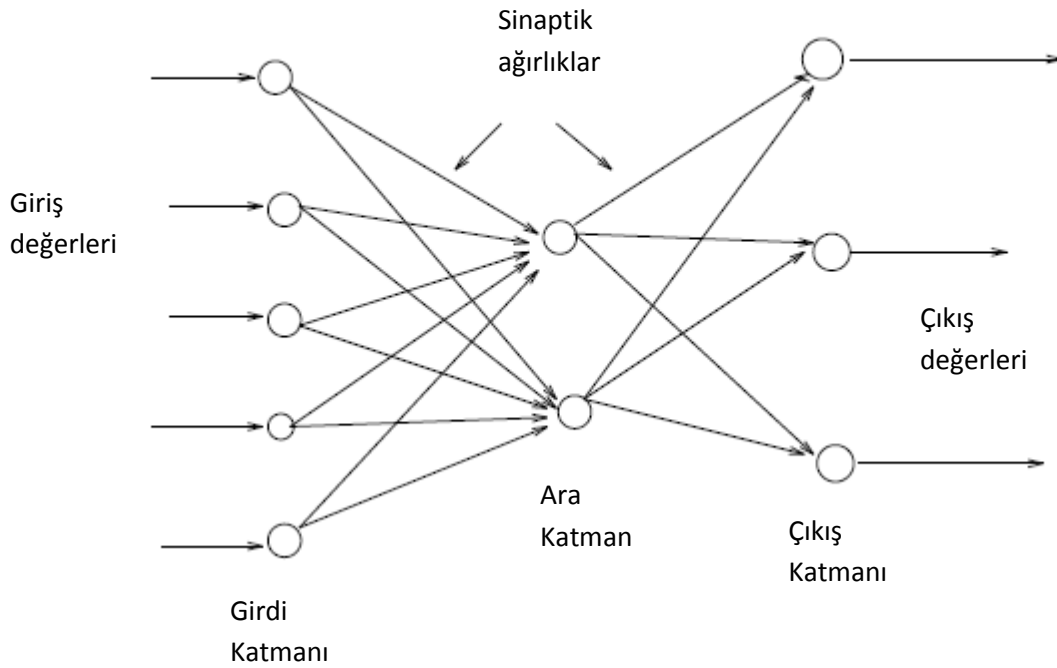 Sinaptik
ağırlıklar
Giriş
değerleri
Çıkış
değerleri
Ara
Katman
Çıkış
Katmanı
Girdi
Katmanı